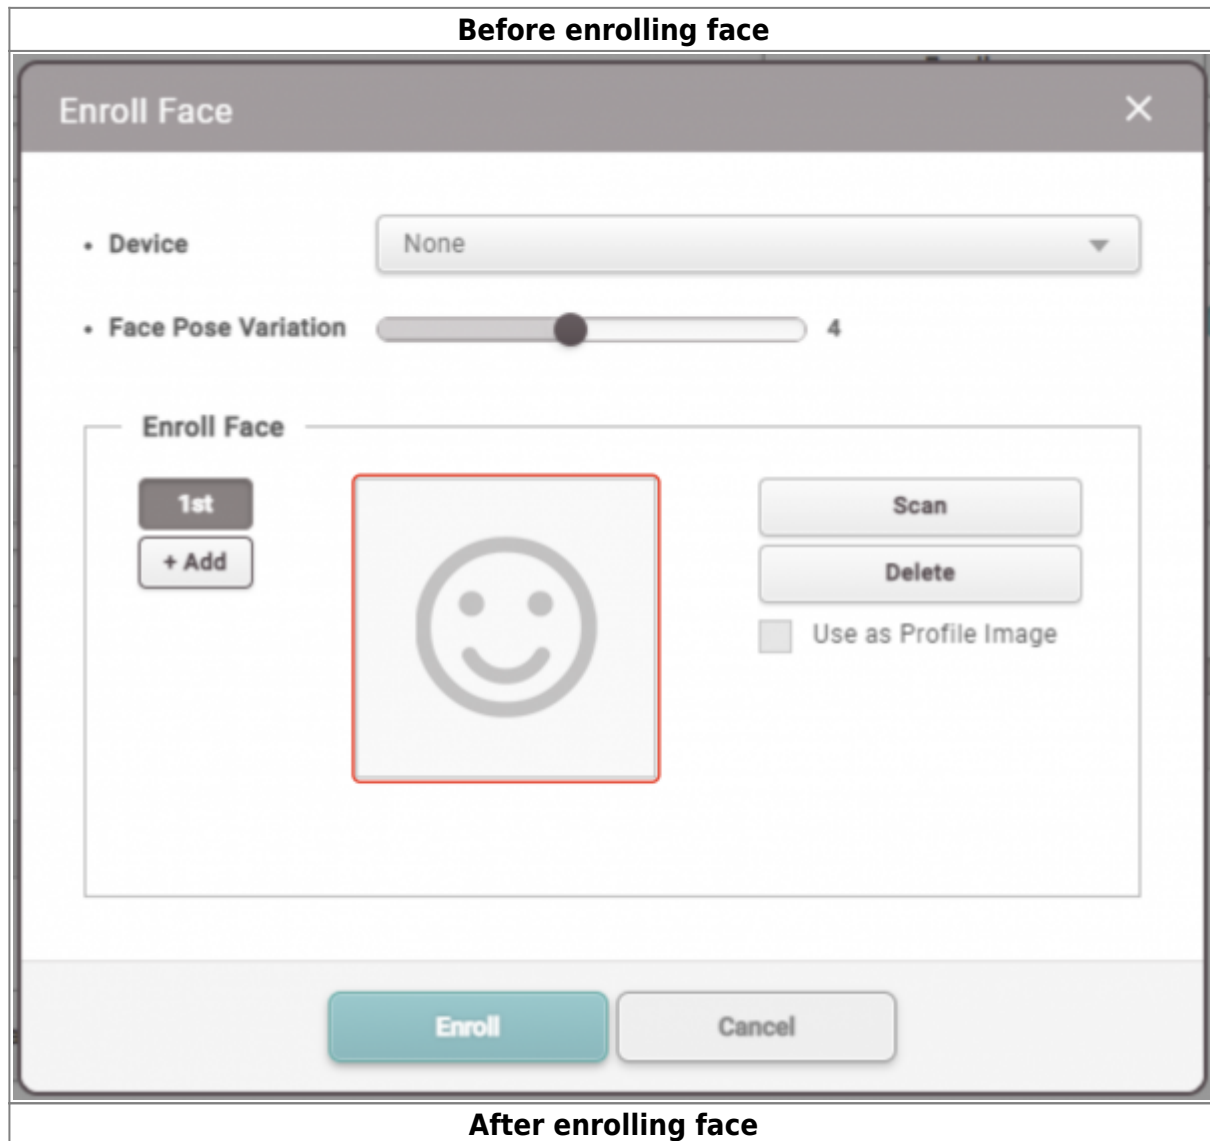 Before enrolling face
Enroll Face
• Device None
• Face Pose Variation 4
Enroll Face
1st
+ Add
Scan
Delete
Use as Profile Image
Enroll Cancel
After enrolling face